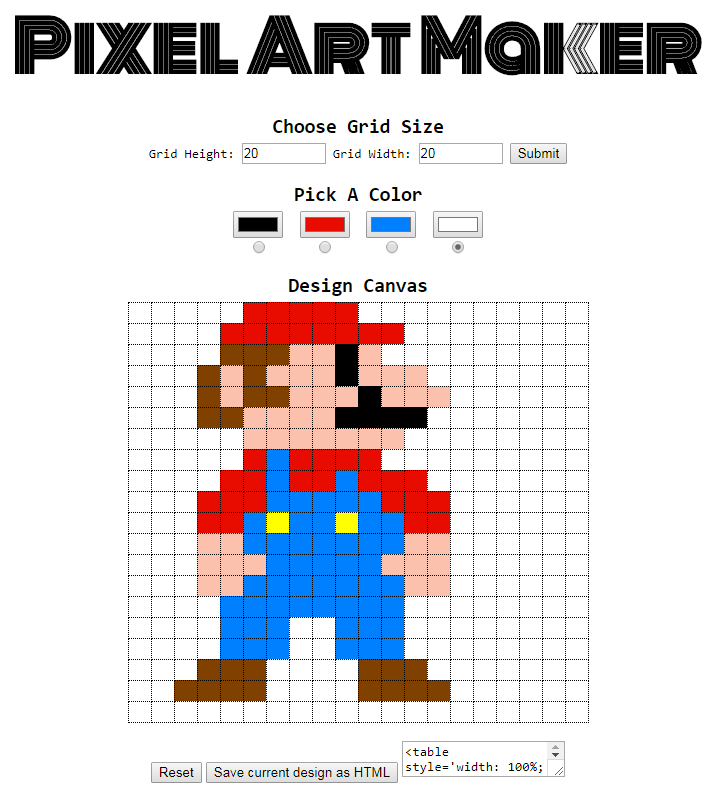 Pixel Art Maker
Choose Grid Size
Grid Height: 20 Grid Width: 20 Submit
Pick A Color
Design Canvas
Reset Save current design as HTML <table
style='width: 100%;